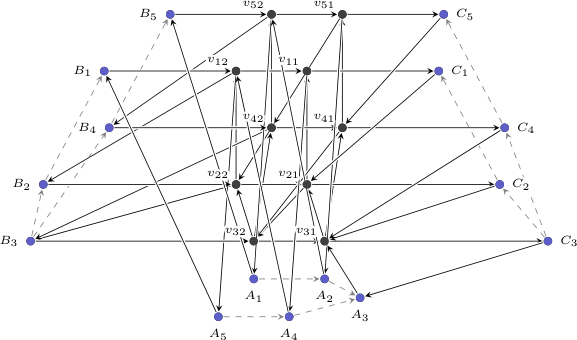 B₅ v₅₂ v₅₁ C₅
B₁ v₁₂ v₁₁ C₁
B₄ v₄₂ v₄₁ C₄
B₂ v₂₂ v₂₁ C₂
B₃ v₃₂ v₃₁ C₃
A₁ A₂
A₃
A₅ A₄